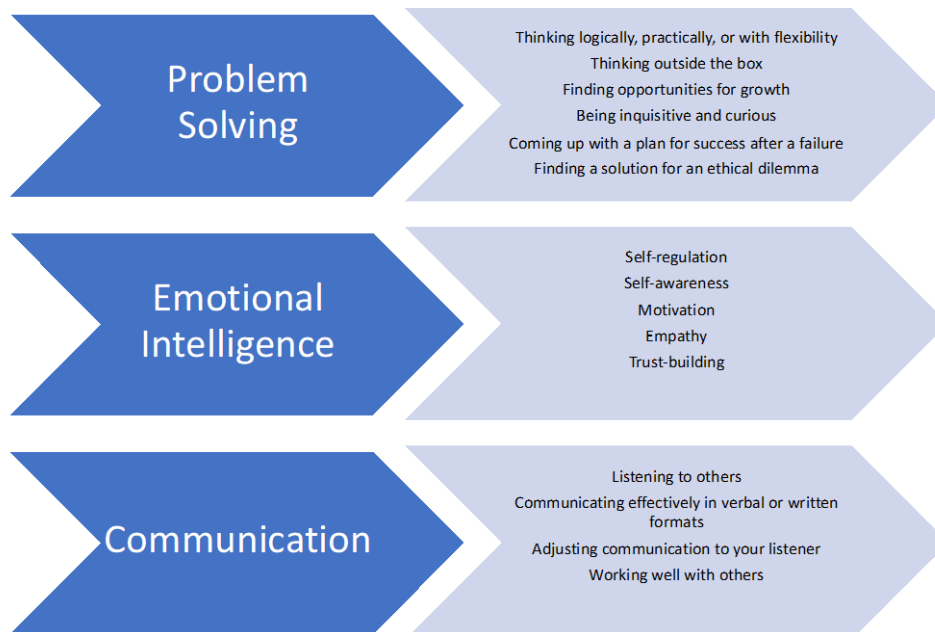 Problem
Solving
Thinking logically, practically, or with flexibility
Thinking outside the box
Finding opportunities for growth
Being inquisitive and curious
Coming up with a plan for success after a failure
Finding a solution for an ethical dilemma
Emotional
Intelligence
Self-regulation
Self-awareness
Motivation
Empathy
Trust-building
Communication
Listening to others
Communicating effectively in verbal or written
formats
Adjusting communication to your listener
Working well with others